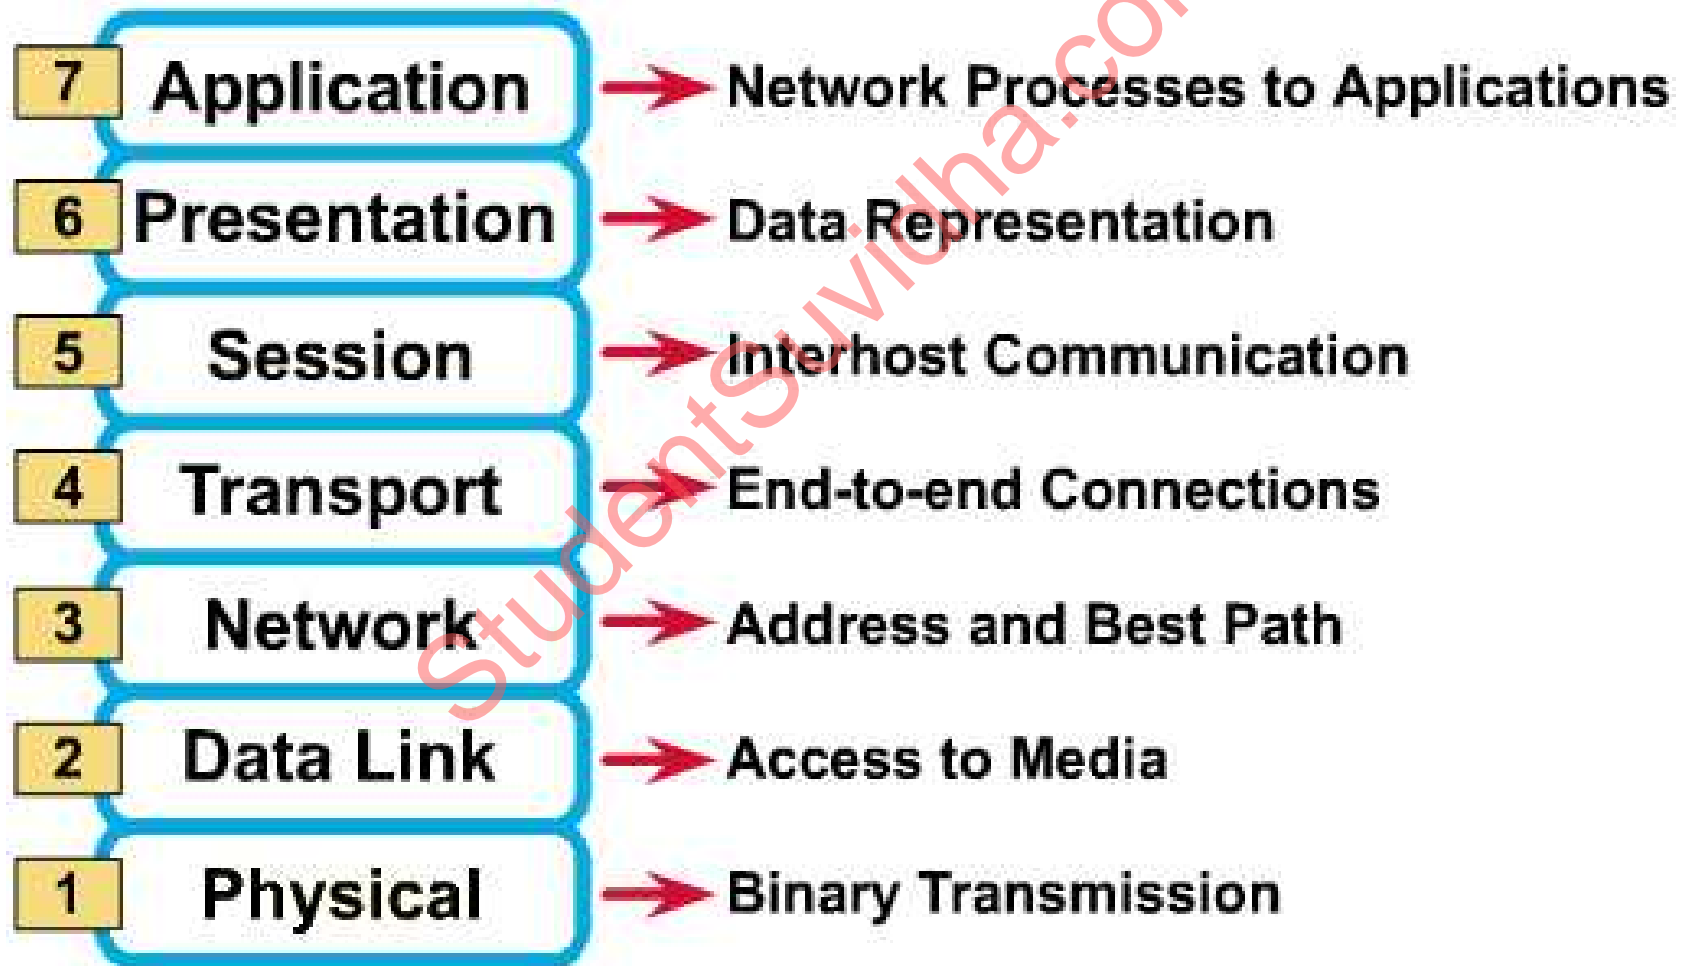 7 Application Network Processes to Applications
6 Presentation Data Representation
5 Session Interhost Communication
4 Transport End-to-end Connections
3 Network Address and Best Path
2 Data Link Access to Media
1 Physical Binary Transmission
StudentSuvidha.com